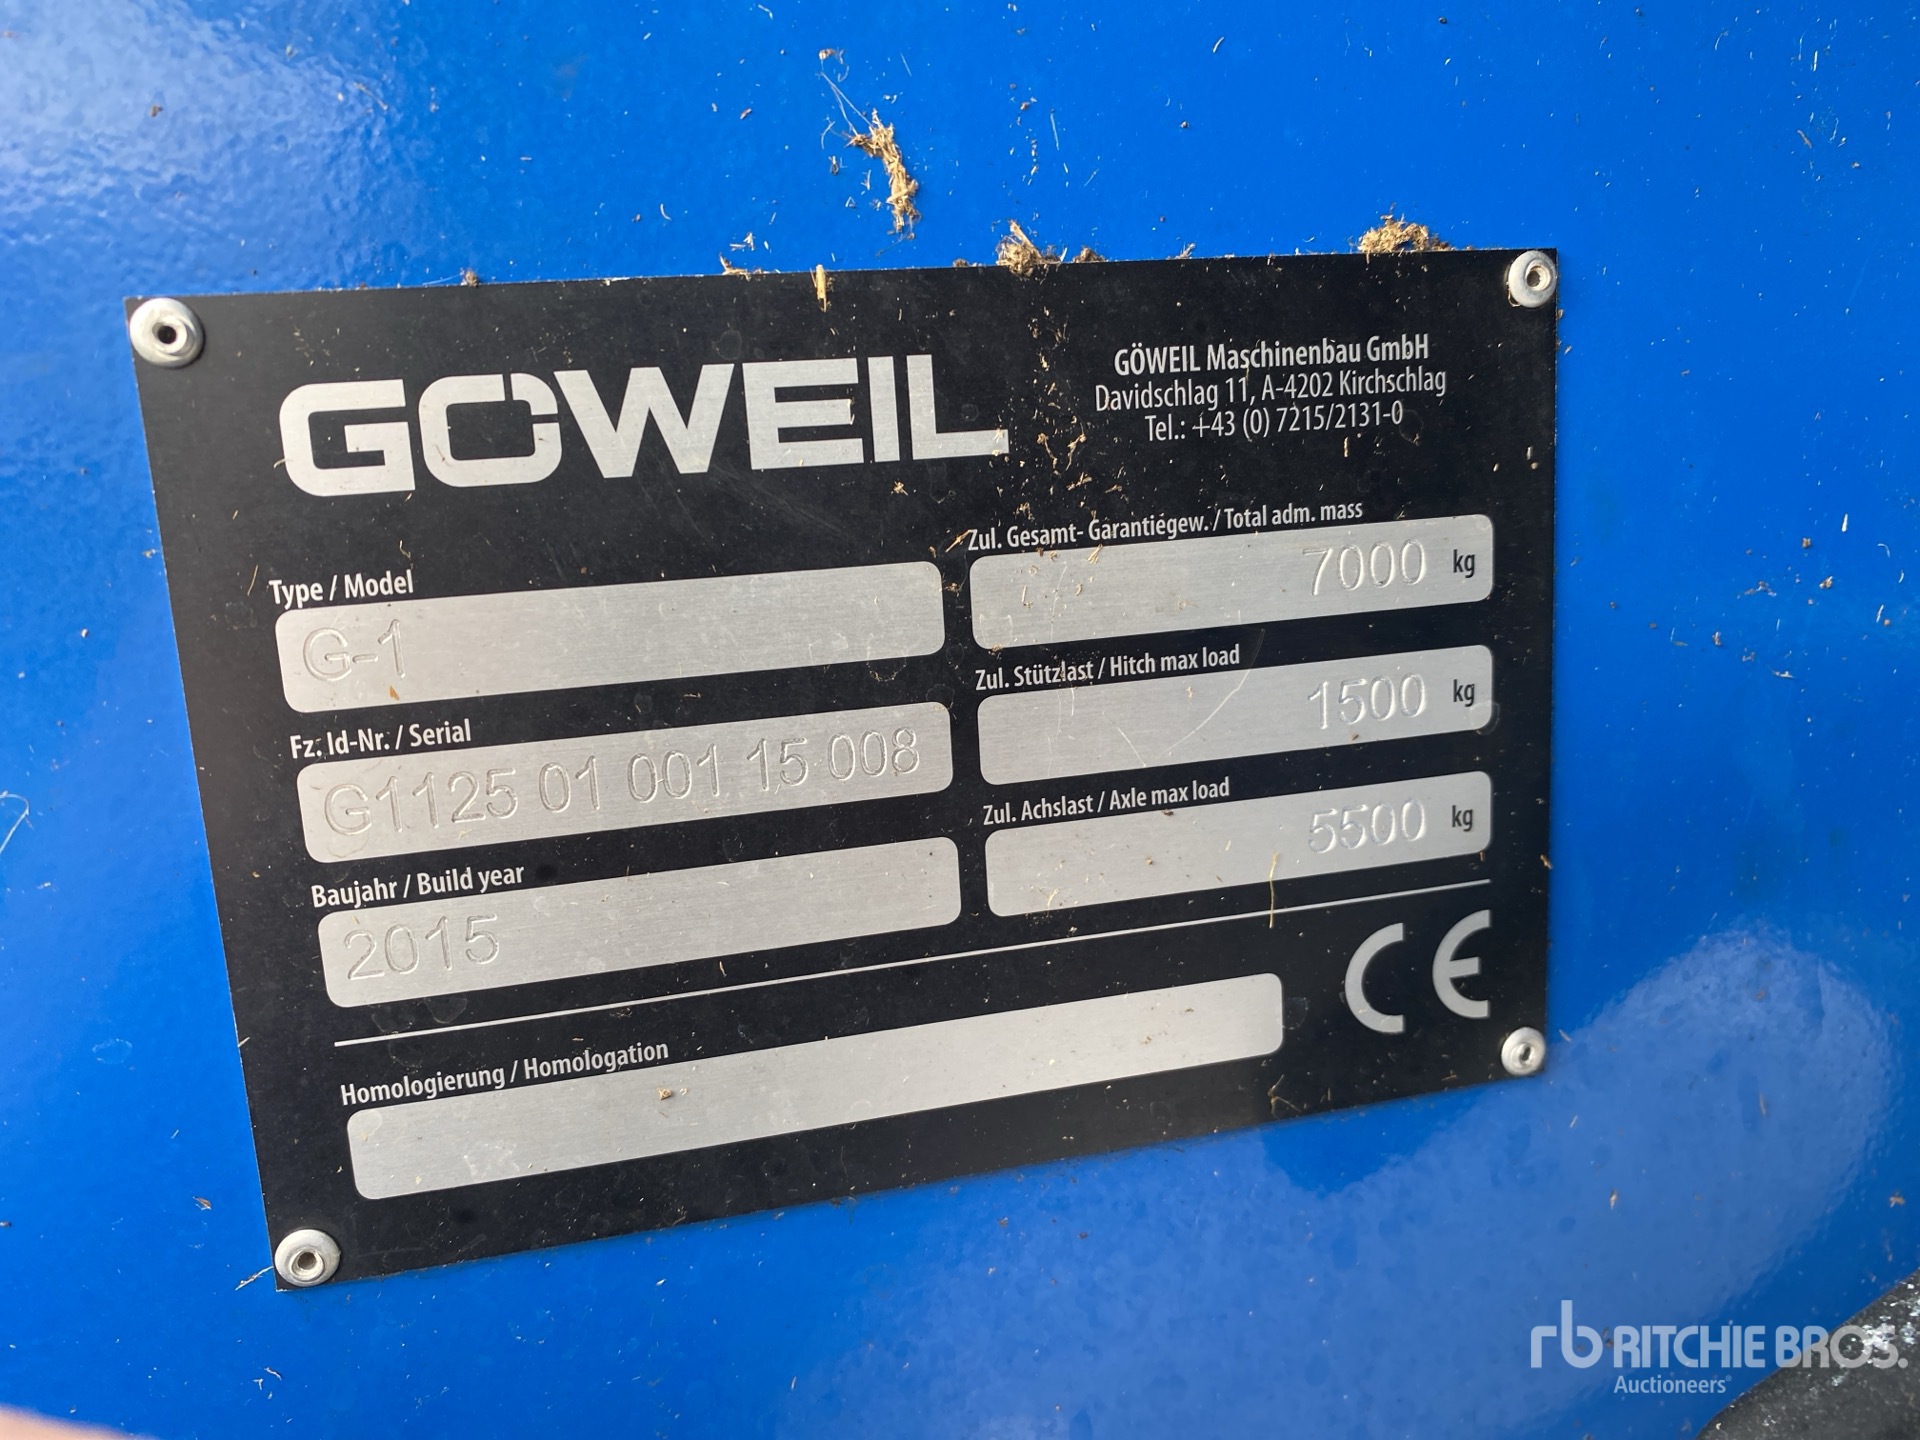 GÖWEIL
GÖWEIL Maschinenbau GmbH
Davidschlag 11, A-4202 Kirchschlag
Tel.: +43 (0) 7215/2131-0
Type / Model
G-1
Fz. Id-Nr. / Serial
G1125 01 001 15 008
Baujahr / Build year
2015
Zul. Gesamt- Garantiegew. / Total adm. mass
7000 kg
Zul. Stützlast / Hitch max load
1500 kg
Zul. Achslast / Axle max load
5500 kg
CE
Homologierung / Homologation
rb RITCHIE BROS.
Auctioneers